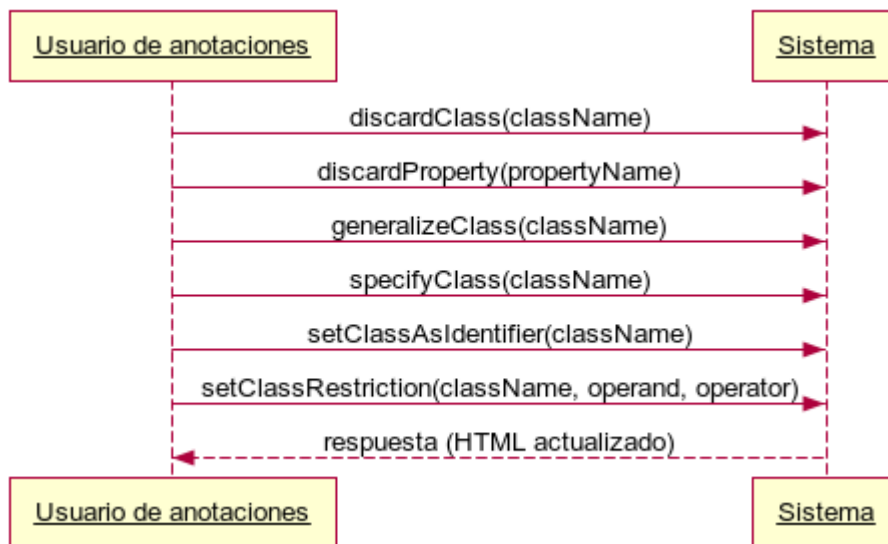 Usuario de anotaciones
Sistema
discardClass(className)
discardProperty(propertyName)
generalizeClass(className)
specifyClass(className)
setClassAsIdentifier(className)
setClassRestriction(className, operand, operator)
respuesta (HTML actualizado)
Usuario de anotaciones
Sistema